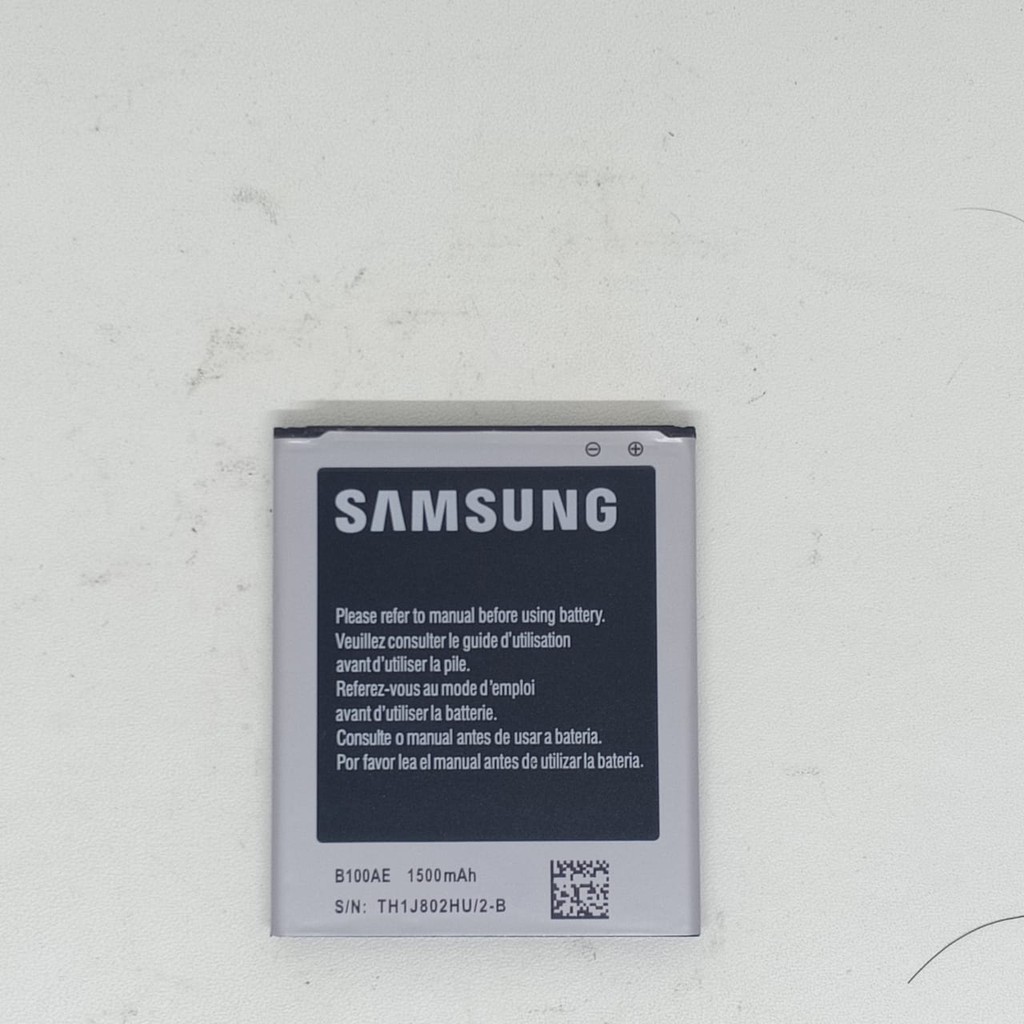 ⊖ ⊕
SAMSUNG
Please refer to manual before using battery.
Veuillez consulter le guide d'utilisation
avant d'utiliser la pile.
Referez-vous au mode d'emploi
avant d'utiliser la batterie.
Consulte o manual antes de usar a bateria.
Por favor lea el manual antes de utilizar la bateria.
B100AE 1500mAh
S/N: TH1J802HU/2-B